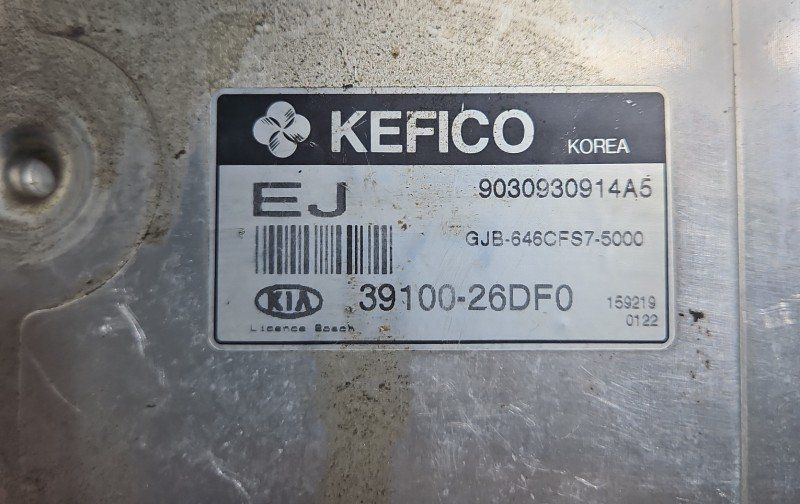 KEFICO KOREA
EJ 9030930914A5
GJB-646CFS7-5000
KIA 39100-26DF0 159219
0122
Licence Bosch